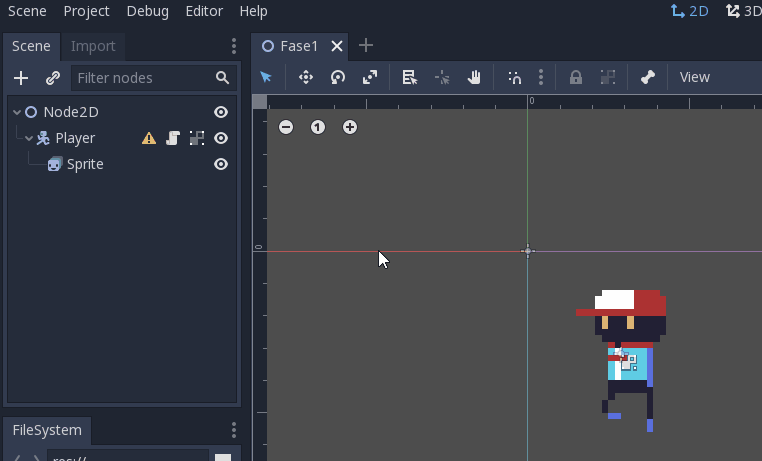 Scene Project Debug Editor Help 2D 3D
Scene Import Fase1
Filter nodes View
Node2D
Player
Sprite
0
1
0
FileSystem
res://